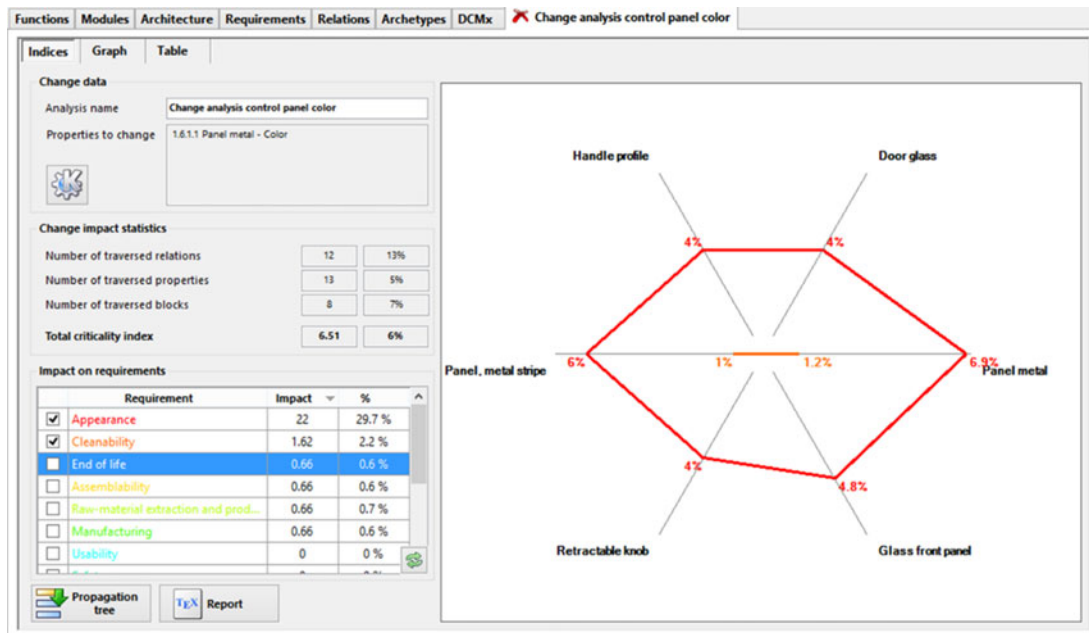 Functions Modules Architecture Requirements Relations Archetypes DCMx Change analysis control panel color
Indices Graph Table
Change data
Analysis name Change analysis control panel color
Properties to change 1.6.1.1 Panel metal - Color
Change impact statistics
Number of traversed relations 12 13%
Number of traversed properties 13 5%
Number of traversed blocks 8 7%
Total criticality index 6.51 6%
Impact on requirements
Requirement Impact %
Appearance 22 29.7 %
Cleanability 1.62 2.2 %
End of life 0.66 0.6 %
Assemblability 0.66 0.6 %
Raw-material extraction and prod... 0.66 0.7 %
Manufacturing 0.66 0.6 %
Usability 0 0 %
Propagation
tree
TEX Report
Handle profile Door glass
4% 4%
Panel, metal stripe 6% 1% 1.2% 6.9% Panel metal
4% 4.8%
Retractable knob Glass front panel